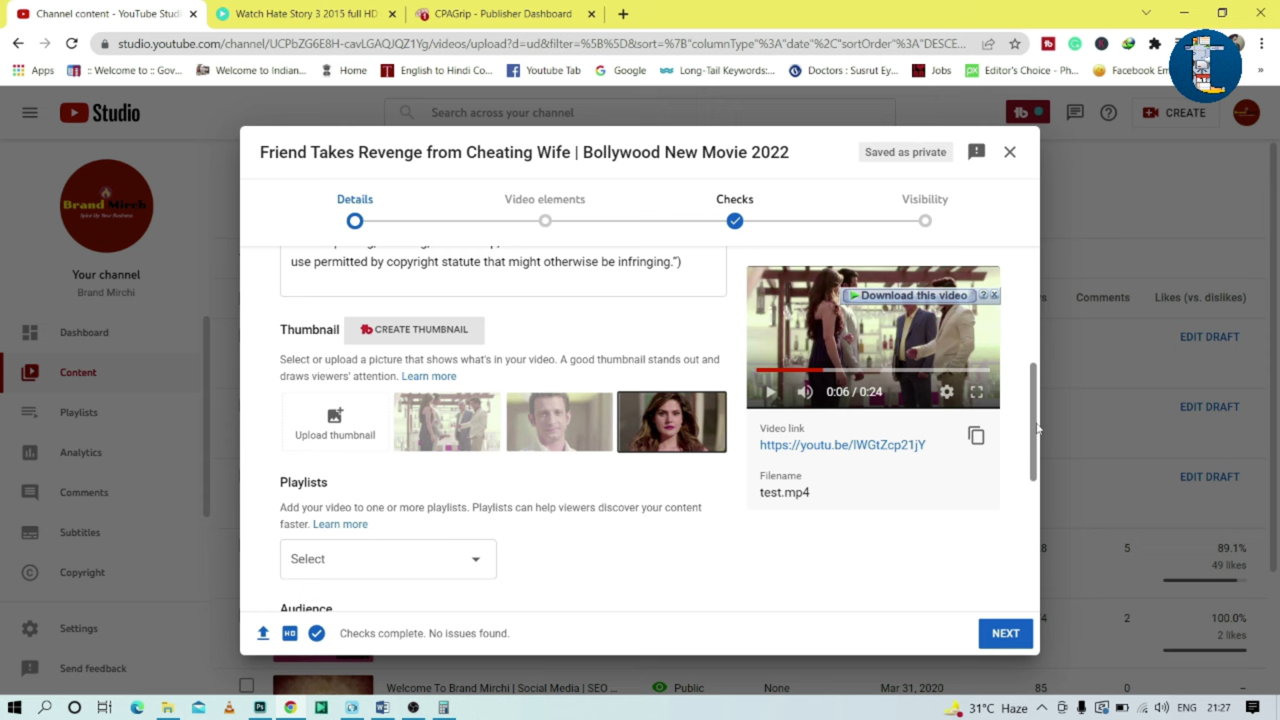 Channel content - YouTube Studi
Watch Hate Story 3 2015 full HD
CPAGrip - Publisher Dashboard
studio.youtube.com/channel/UCPbZG6E8H-cavLGAQJQZ1Yg/videos/upload?d=ud&filter=%5B%5D&sort=%7B"columnType"%3A"date"%2C"sortOrder"%3A"DESCE...
Apps
:: Welcome to :: Gov...
Welcome to Indian...
Home
English to Hindi Co...
Youtube Tab
Google
Long-Tail Keywords:...
Doctors : Susrut Ey...
Jobs
Editor's Choice - Ph...
Facebook Em
»
Studio
Search across your channel
CREATE
Friend Takes Revenge from Cheating Wife | Bollywood New Movie 2022
Saved as private
Details
Video elements
Checks
Visibility
Brand Mirch
Spice Up Your Business
Your channel
Brand Mirchi
Dashboard
Content
Playlists
Analytics
Comments
Subtitles
Copyright
Settings
Send feedback
use permitted by copyright statute that might otherwise be infringing.")
Thumbnail
CREATE THUMBNAIL
Select or upload a picture that shows what's in your video. A good thumbnail stands out and
draws viewers' attention. Learn more
Upload thumbnail
Playlists
Add your video to one or more playlists. Playlists can help viewers discover your content
faster. Learn more
Select
Audience
Download this video
0:06 / 0:24
Video link
https://youtu.be/IWGtZcp21jY
Filename
test.mp4
Checks complete. No issues found.
NEXT
Comments
Likes (vs. dislikes)
EDIT DRAFT
EDIT DRAFT
EDIT DRAFT
8
5
89.1%
49 likes
4
2
100.0%
2 likes
Welcome To Brand Mirchi | Social Media | SEO ...
Public
None
Mar 31, 2020
85
0
–
31°C Haze
ENG
21:27